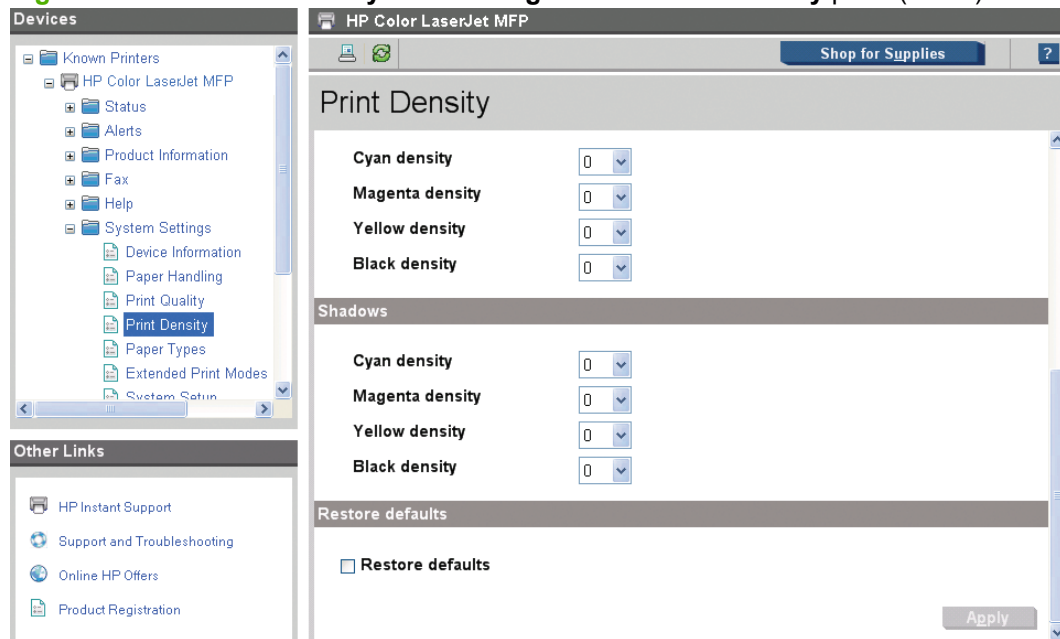 Devices
Known Printers
HP Color LaserJet MFP
Status
Alerts
Product Information
Fax
Help
System Settings
Device Information
Paper Handling
Print Quality
Print Density
Paper Types
Extended Print Modes
System Setup
Other Links
HP Instant Support
Support and Troubleshooting
Online HP Offers
Product Registration
HP Color LaserJet MFP
Shop for Supplies
?
Print Density
Cyan density 0
Magenta density 0
Yellow density 0
Black density 0
Shadows
Cyan density 0
Magenta density 0
Yellow density 0
Black density 0
Restore defaults
Restore defaults
Apply